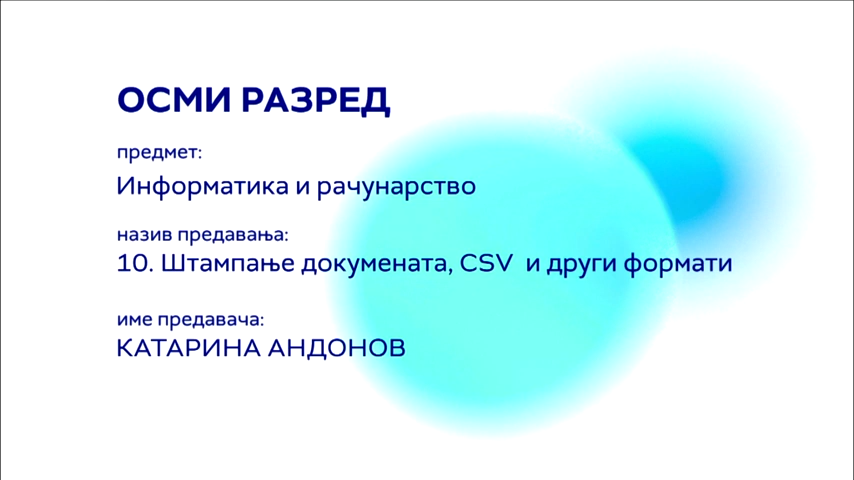 ОСМИ РАЗРЕД
предмет:
Информатика и рачунарство
назив предавања:
10. Штампање докумената, CSV и други формати
име предавача:
КАТАРИНА АНДОНОВ